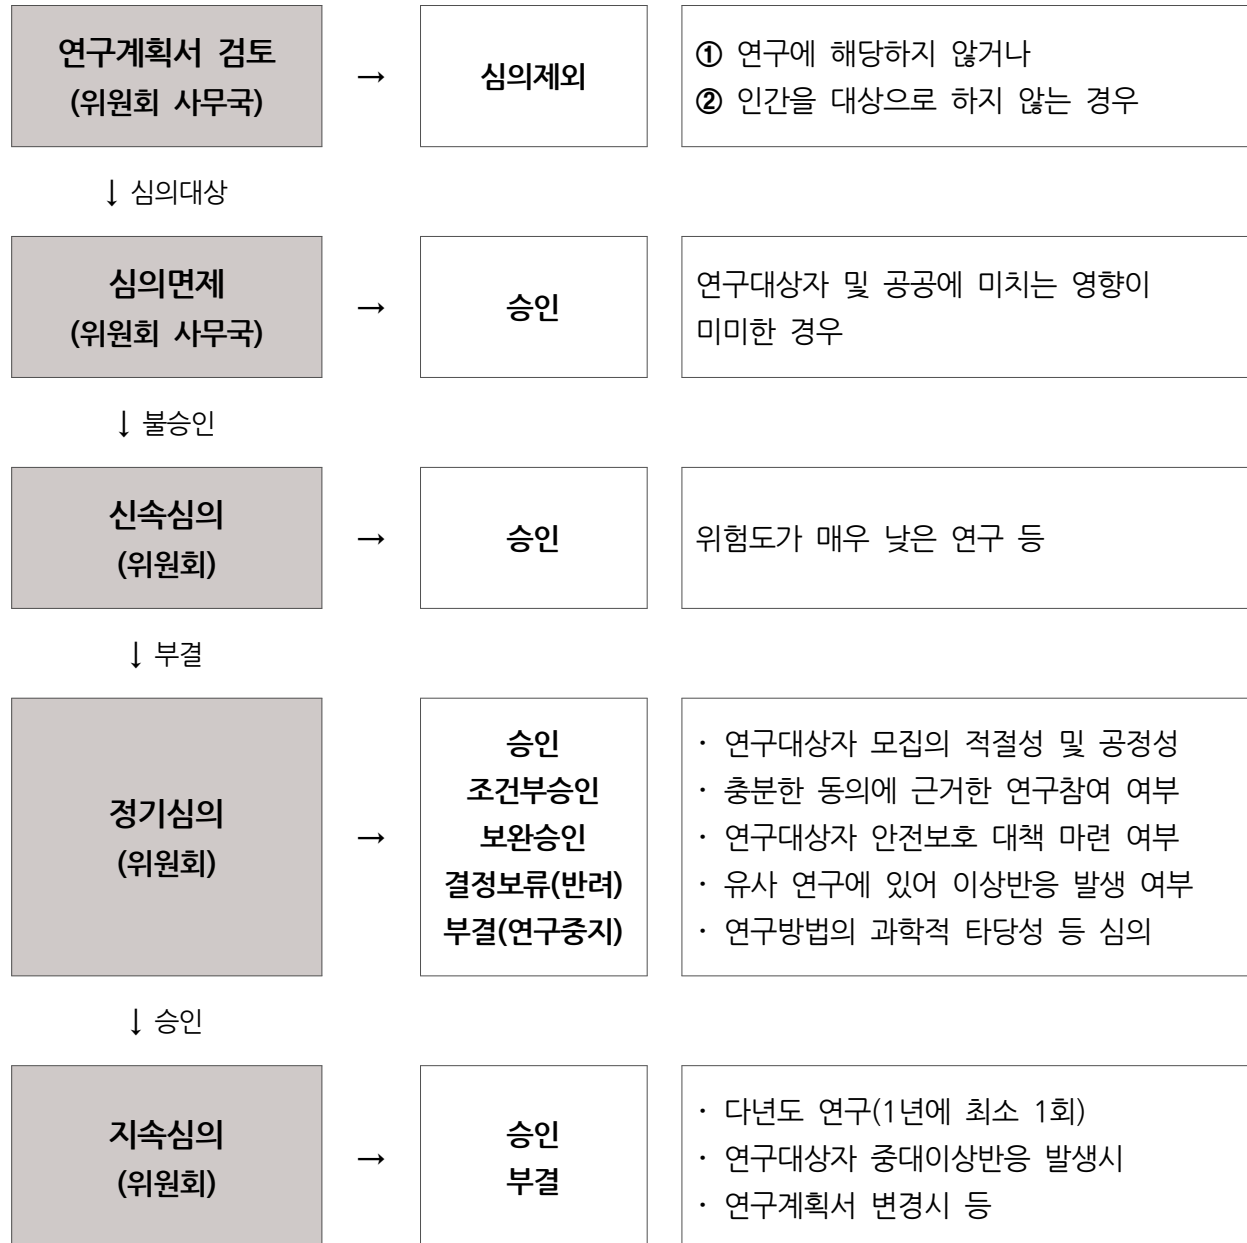 연구계획서 검토
(위원회 사무국)
→
심의제외
① 연구에 해당하지 않거나
② 인간을 대상으로 하지 않는 경우
↓ 심의대상
심의면제
(위원회 사무국)
→
승인
연구대상자 및 공공에 미치는 영향이
미미한 경우
↓ 불승인
신속심의
(위원회)
→
승인
위험도가 매우 낮은 연구 등
↓ 부결
정기심의
(위원회)
→
승인
조건부승인
보완승인
결정보류(반려)
부결(연구중지)
· 연구대상자 모집의 적절성 및 공정성
· 충분한 동의에 근거한 연구참여 여부
· 연구대상자 안전보호 대책 마련 여부
· 유사 연구에 있어 이상반응 발생 여부
· 연구방법의 과학적 타당성 등 심의
↓ 승인
지속심의
(위원회)
→
승인
부결
· 다년도 연구(1년에 최소 1회)
· 연구대상자 중대이상반응 발생시
· 연구계획서 변경시 등